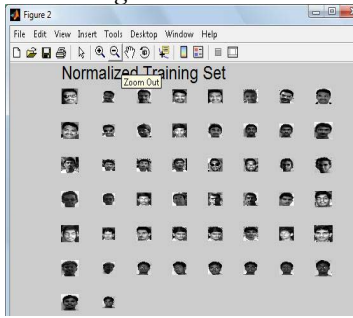 Figure 2
File Edit View Insert Tools Desktop Window Help
Normalized Training Set
Zoom Out